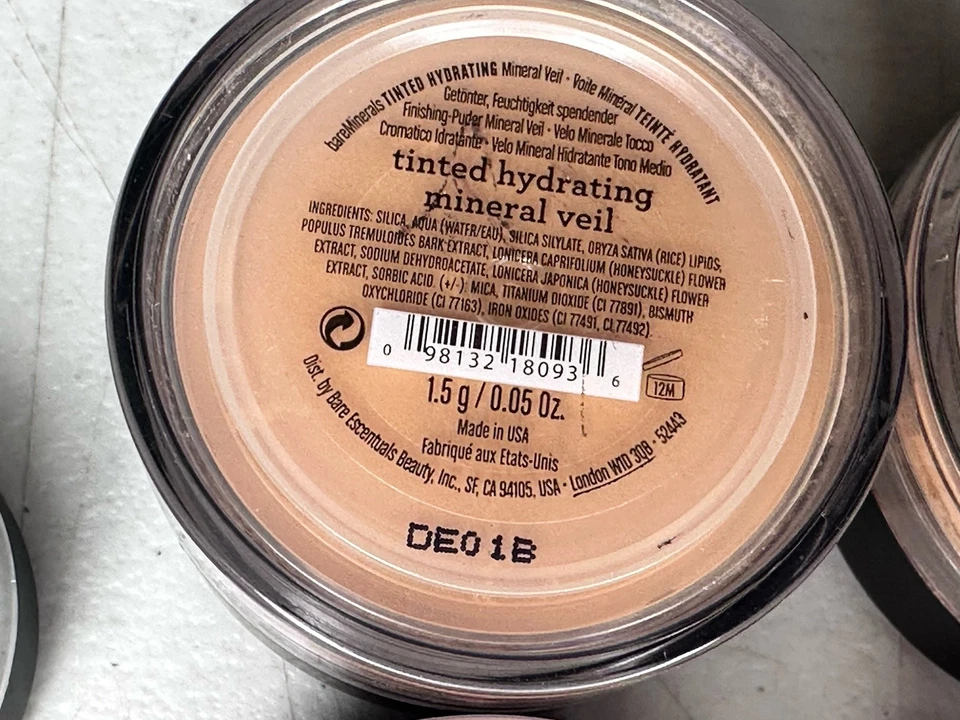 bareMinerals TINTED HYDRATING Mineral Veil • Voile Minéral TEINTÉ HYDRATANT
Getönter, Feuchtigkeit spendender
Finishing-Puder Mineral Veil • Velo Minerale Tocco
Cromatico Idratante • Velo Mineral Hidratante Tono Medio
tinted hydrating
mineral veil
INGREDIENTS: SILICA, AQUA (WATER/EAU), SILICA SILYLATE, ORYZA SATIVA (RICE) LIPIDS,
POPULUS TREMULOIDES BARK EXTRACT, LONICERA CAPRIFOLIUM (HONEYSUCKLE) FLOWER
EXTRACT, SODIUM DEHYDROACETATE, LONICERA JAPONICA (HONEYSUCKLE) FLOWER
EXTRACT, SORBIC ACID. (+/-): MICA, TITANIUM DIOXIDE (CI 77891), BISMUTH
OXYCHLORIDE (CI 77163), IRON OXIDES (CI 77491, CI 77492).
0 98132 18093 6
12M
1.5 g / 0.05 Oz.
Made in USA
Fabriqué aux Etats-Unis
Dist. by Bare Escentuals Beauty, Inc., SF, CA 94105, USA • London W1D 3QB • 52443
DE01B